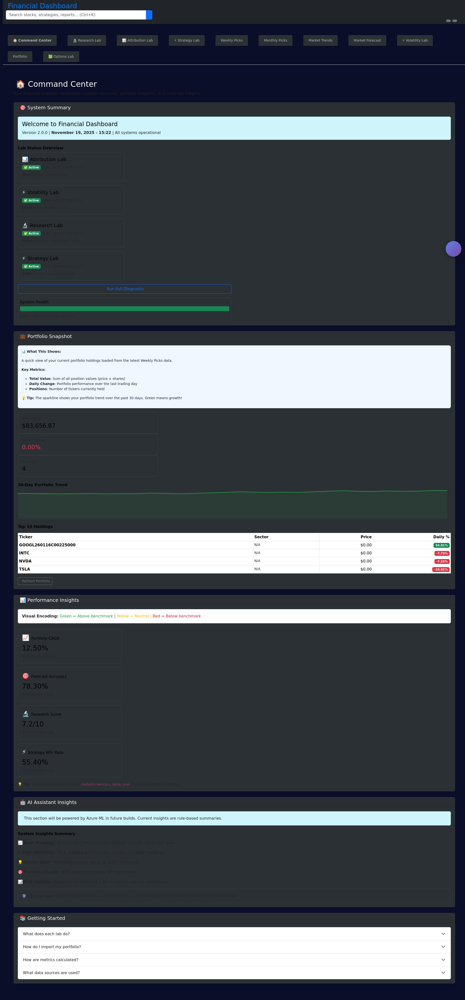 Financial Dashboard
Search stocks, strategies, reports... (Ctrl+K)
🏠 Command Center
🔬 Research Lab
📊 Attribution Lab
⚡ Strategy Lab
Weekly Picks
Monthly Picks
Market Trends
Market Forecast
⚡ Volatility Lab
Portfolio
💹 Options Lab
🏠 Command Center
Your financial analytics dashboard - system overview, portfolio snapshot, and cross-lab insights
🎯 System Summary
Welcome to Financial Dashboard
Version 2.0.0 | November 19, 2025 - 15:22 | All systems operational
Lab Status Overview
📊 Attribution Lab
✅ Active Last: 2025-11-19 15:22
Data:
⚡ Volatility Lab
✅ Active Last: 2025-11-19 15:22
Data:
🔬 Research Lab
✅ Active Last: 2025-11-19 15:22
Data:
⚡ Strategy Lab
✅ Active Last: 2025-11-19 15:22
Data:
Run Full Diagnostic
System Health
100% - All systems operational
💼 Portfolio Snapshot
📊 What This Shows:
A quick view of your current portfolio holdings loaded from the latest Weekly Picks data.
Key Metrics:
• Total Value: Sum of all position values (price × shares)
• Daily Change: Portfolio performance over the last trading day
• Positions: Number of tickers currently held
💡 Tip: The sparkline shows your portfolio trend over the past 30 days. Green means growth!
Total Value
$83,656.87
Daily Change
0.00%
Positions
4
30-Day Portfolio Trend
Top 10 Holdings
Ticker Sector Price Daily %
GOOGL260116C00225000 N/A $0.00 54.81%
INTC N/A $0.00 -7.73%
NVDA N/A $0.00 -7.24%
TSLA N/A $0.00 -10.02%
Refresh Portfolio
📊 Performance Insights
Visual Encoding: Green = Above benchmark | Yellow = Neutral | Red = Below benchmark
📈 Portfolio CAGR
12.50%
from Attribution Lab
🎯 Forecast Accuracy
78.30%
from Volatility Lab
🔬 Research Score
7.2/10
from Research Lab
⚡ Strategy Win Rate
55.40%
from Strategy Lab
💡 Tip: Metrics are cached locally in /outputs/metrics_cache.json and update every 5 minutes
🤖 AI Assistant Insights
This section will be powered by Azure ML in future builds. Current insights are rule-based summaries.
System Insights Summary
📈 Best Strategy: Momentum SMA Crossover showed +15.3% return last week
⚠ High Volatility: TSLA showing 2.5x normal volatility (consider hedging)
💡 Sector Alert: Technology sector alpha up 3.2% this month
🎯 Portfolio Health: 8/10 positions beating SPY benchmark
📊 Risk Update: Portfolio beta stable at 1.05 (moderate market correlation)
🔮 Coming Soon:
📚 Getting Started
What does each lab do?
How do I import my portfolio?
How are metrics calculated?
What data sources are used?